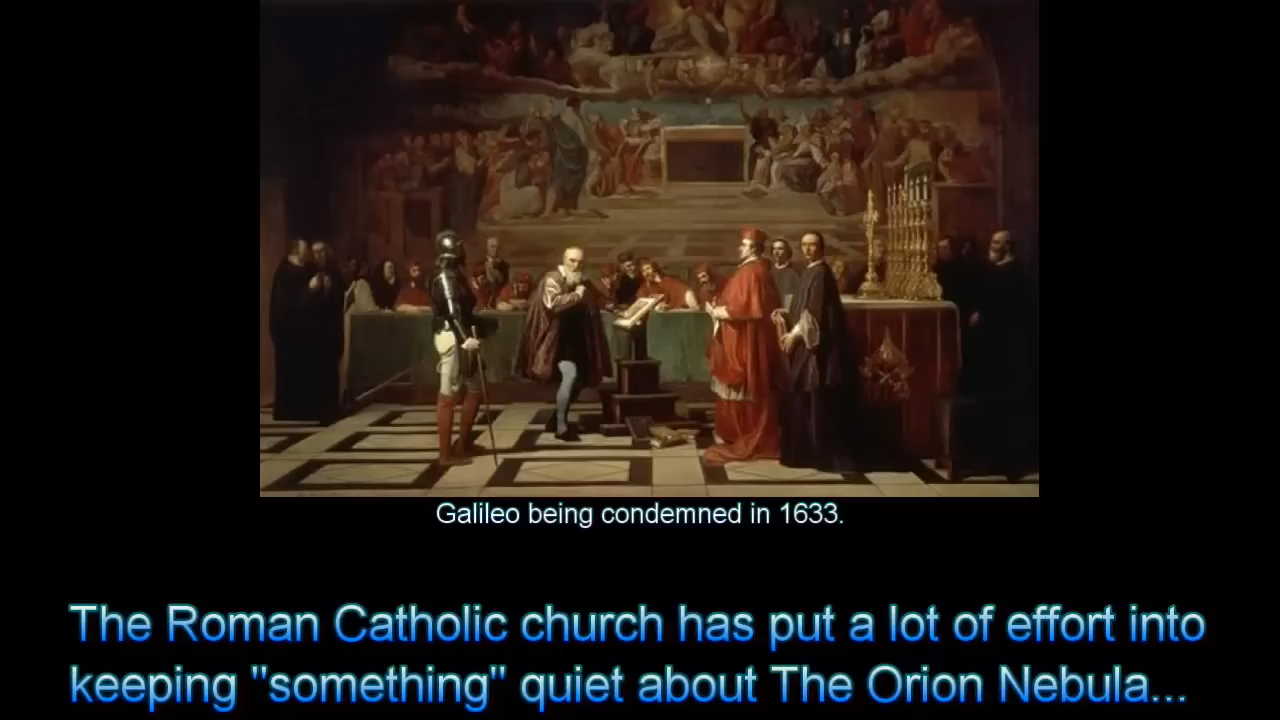 Galileo being condemned in 1633.
The Roman Catholic church has put a lot of effort into
keeping "something" quiet about The Orion Nebula...